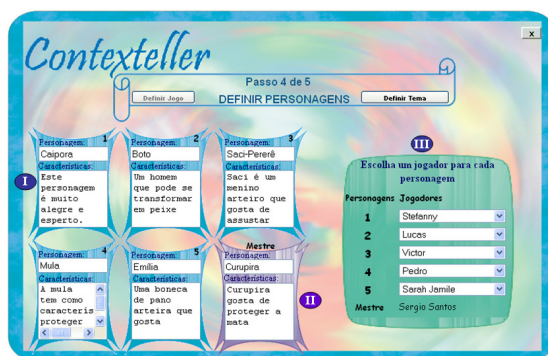 Contexteller
x
Passo 4 de 5
Definir Jogo
DEFINIR PERSONAGENS
Definir Tema
Personagem: 1
Caipora
Características:
Este
personagem
é muito
alegre e
esperto.
Personagem: 2
Boto
Características:
Um homem
que pode se
transformar
em peixe
Personagem: 3
Saci-Pererê
Características:
Saci é um
menino
arteiro que
gosta de
assustar
I
Personagem: 4
Mula
Características:
A mula
tem como
caracterís
proteger
Personagem: 5
Emília
Características:
Uma boneca
de pano
arteira que
gosta
Mestre
Personagem:
Curupira
Características:
Curupira
gosta de
proteger a
mata
II
III
Escolha um jogador para cada
personagem
Personagens Jogadores
1 Stefanny
2 Lucas
3 Victor
4 Pedro
5 Sarah Jamile
Mestre Sergio Santos